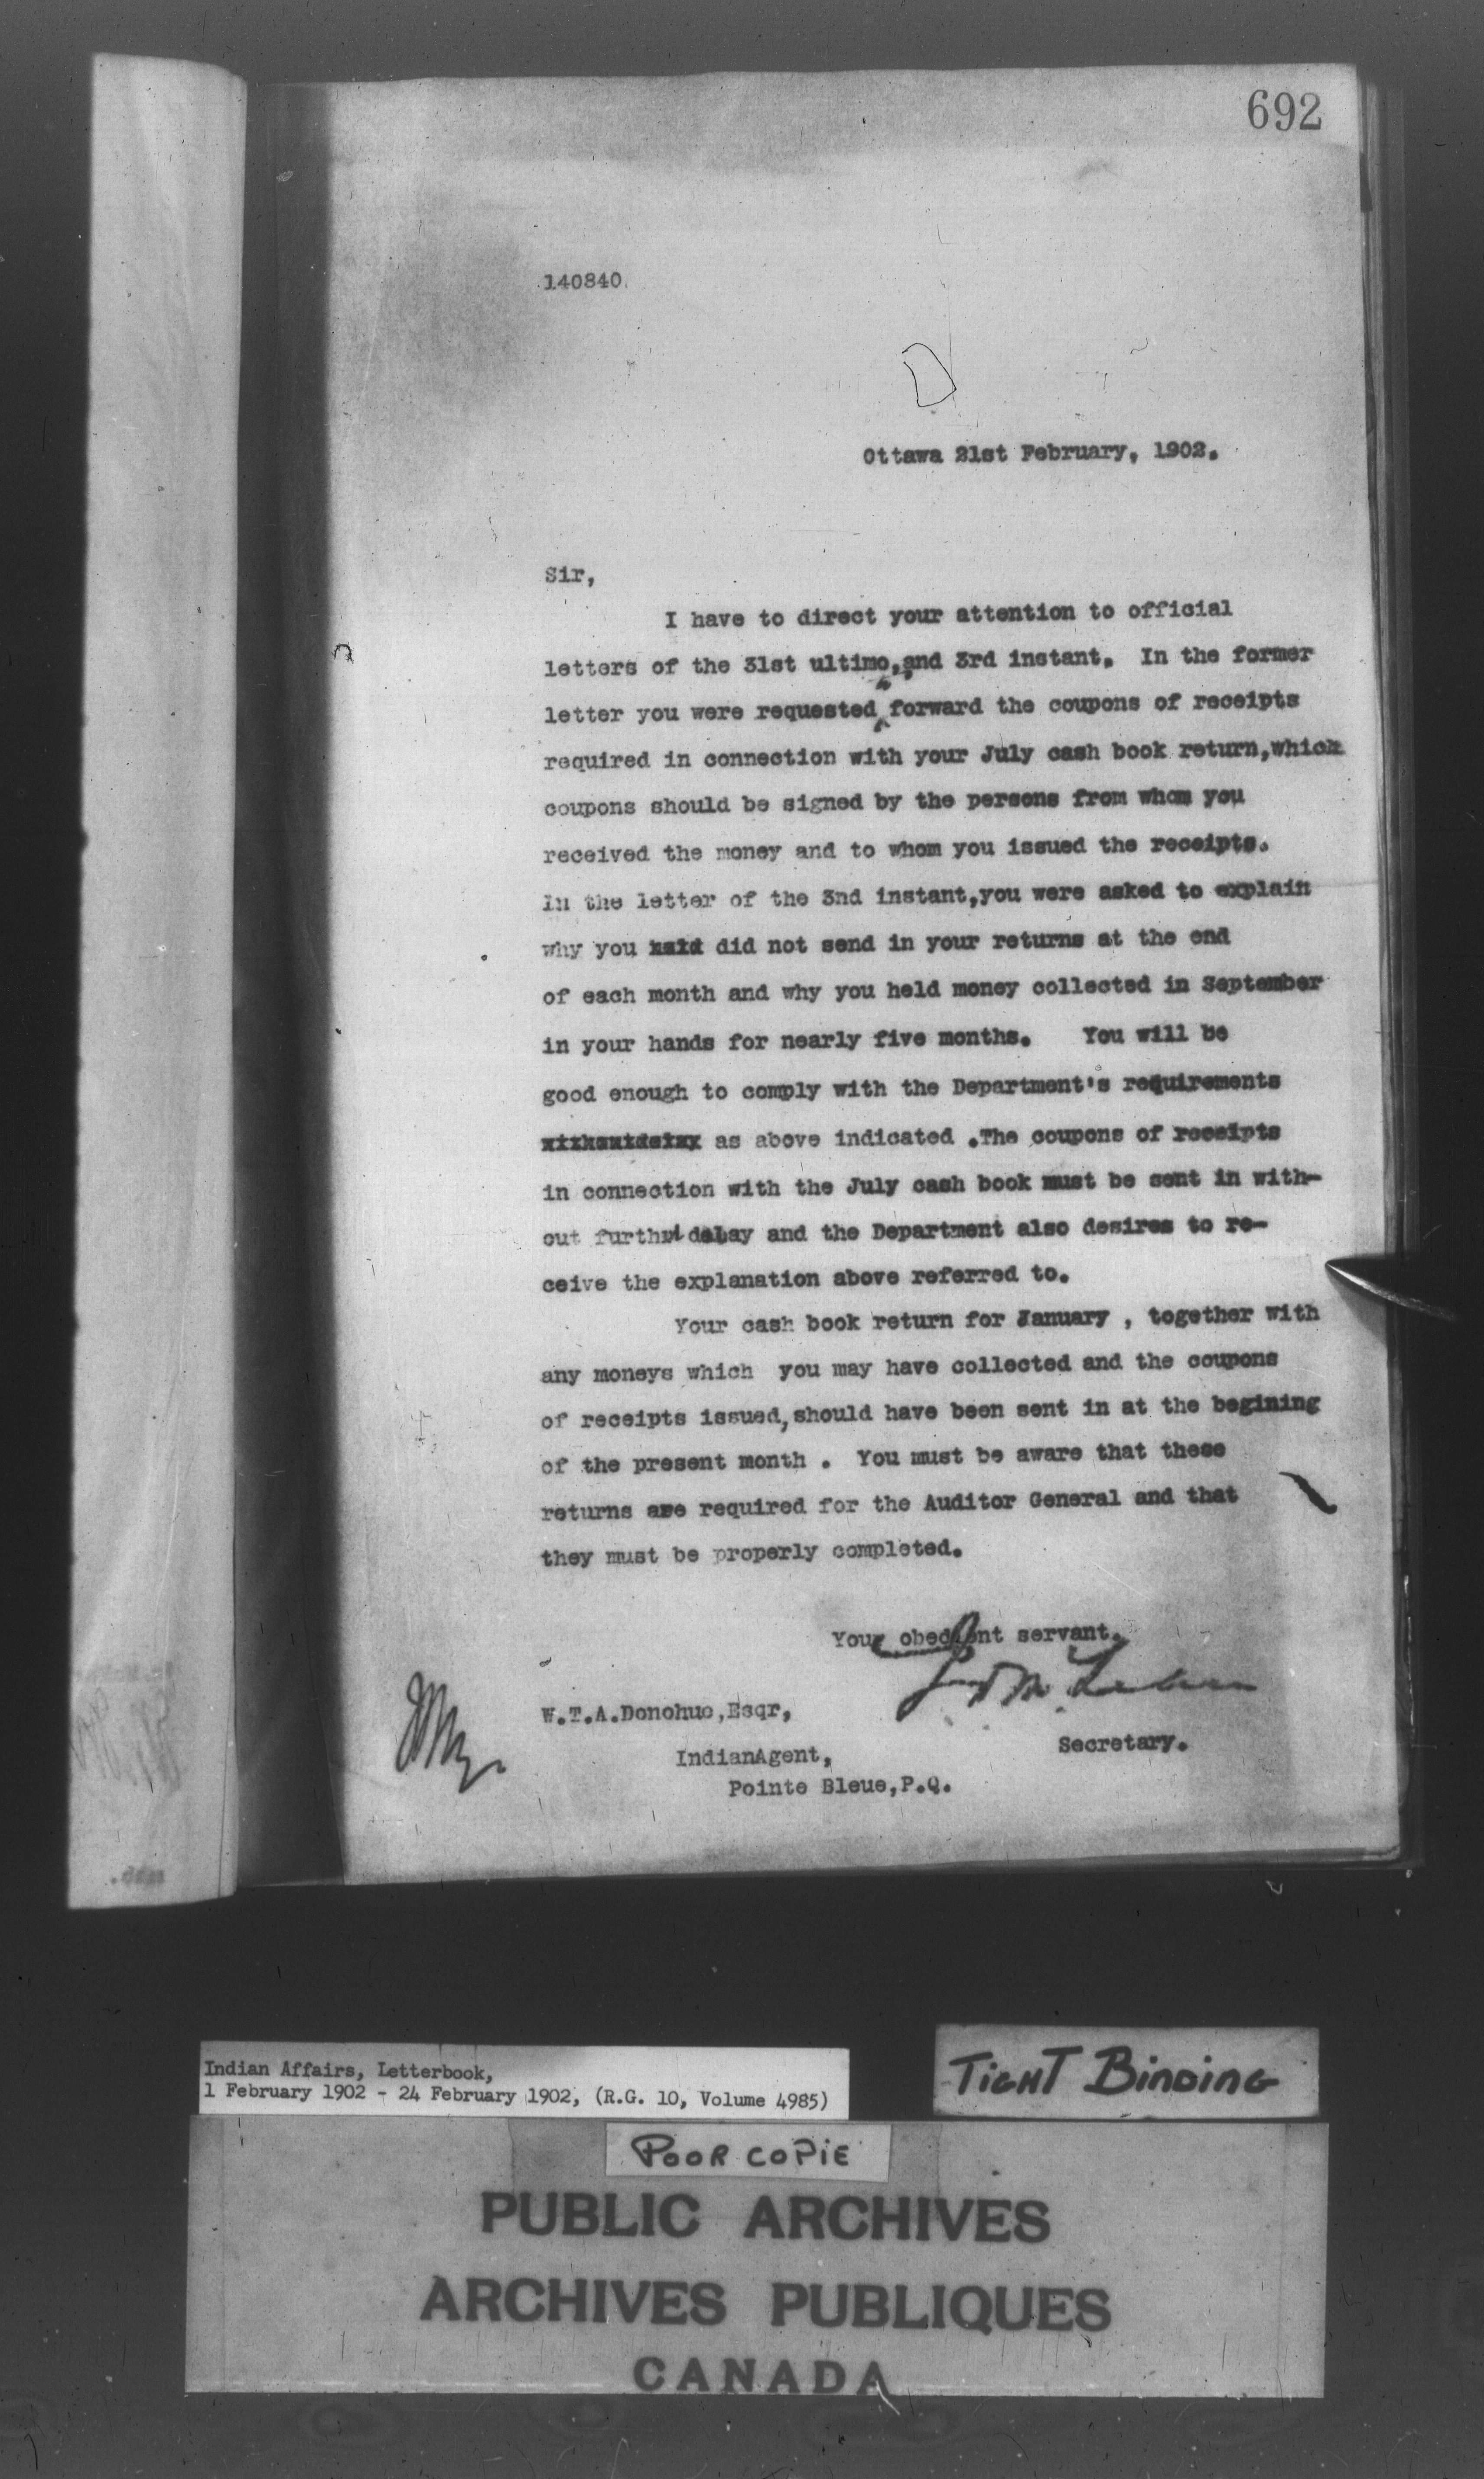 692
140840
Ottawa 21st February, 1902.
Sir,
I have to direct your attention to official
letters of the 31st ultimo, and 3rd instant. In the former
letter you were requested to forward the coupons of receipts
required in connection with your July cash book return,which
coupons should be signed by the persons from whom you
received the money and to whom you issued the receipts.
In the letter of the 3nd instant,you were asked to explain
why you did not send in your returns at the end
of each month and why you held money collected in September
in your hands for nearly five months. You will be
good enough to comply with the Department's requirements
as above indicated .The coupons of receipts
in connection with the July cash book must be sent in with-
out further delay and the Department also desires to re-
ceive the explanation above referred to.
Your cash book return for January , together with
any moneys which you may have collected and the coupons
of receipts issued,should have been sent in at the begining
of the present month . You must be aware that these
returns are required for the Auditor General and that
they must be properly completed.
Your obedient servant.
Secretary.
W.T.A.Donohue,Esqr,
IndianAgent,
Pointe Bleue,P.Q.
Indian Affairs, Letterbook,
1 February 1902 - 24 February 1902, (R.G. 10, Volume 4985)
TIGHT BINDING
POOR COPIE
PUBLIC ARCHIVES
ARCHIVES PUBLIQUES
CANADA